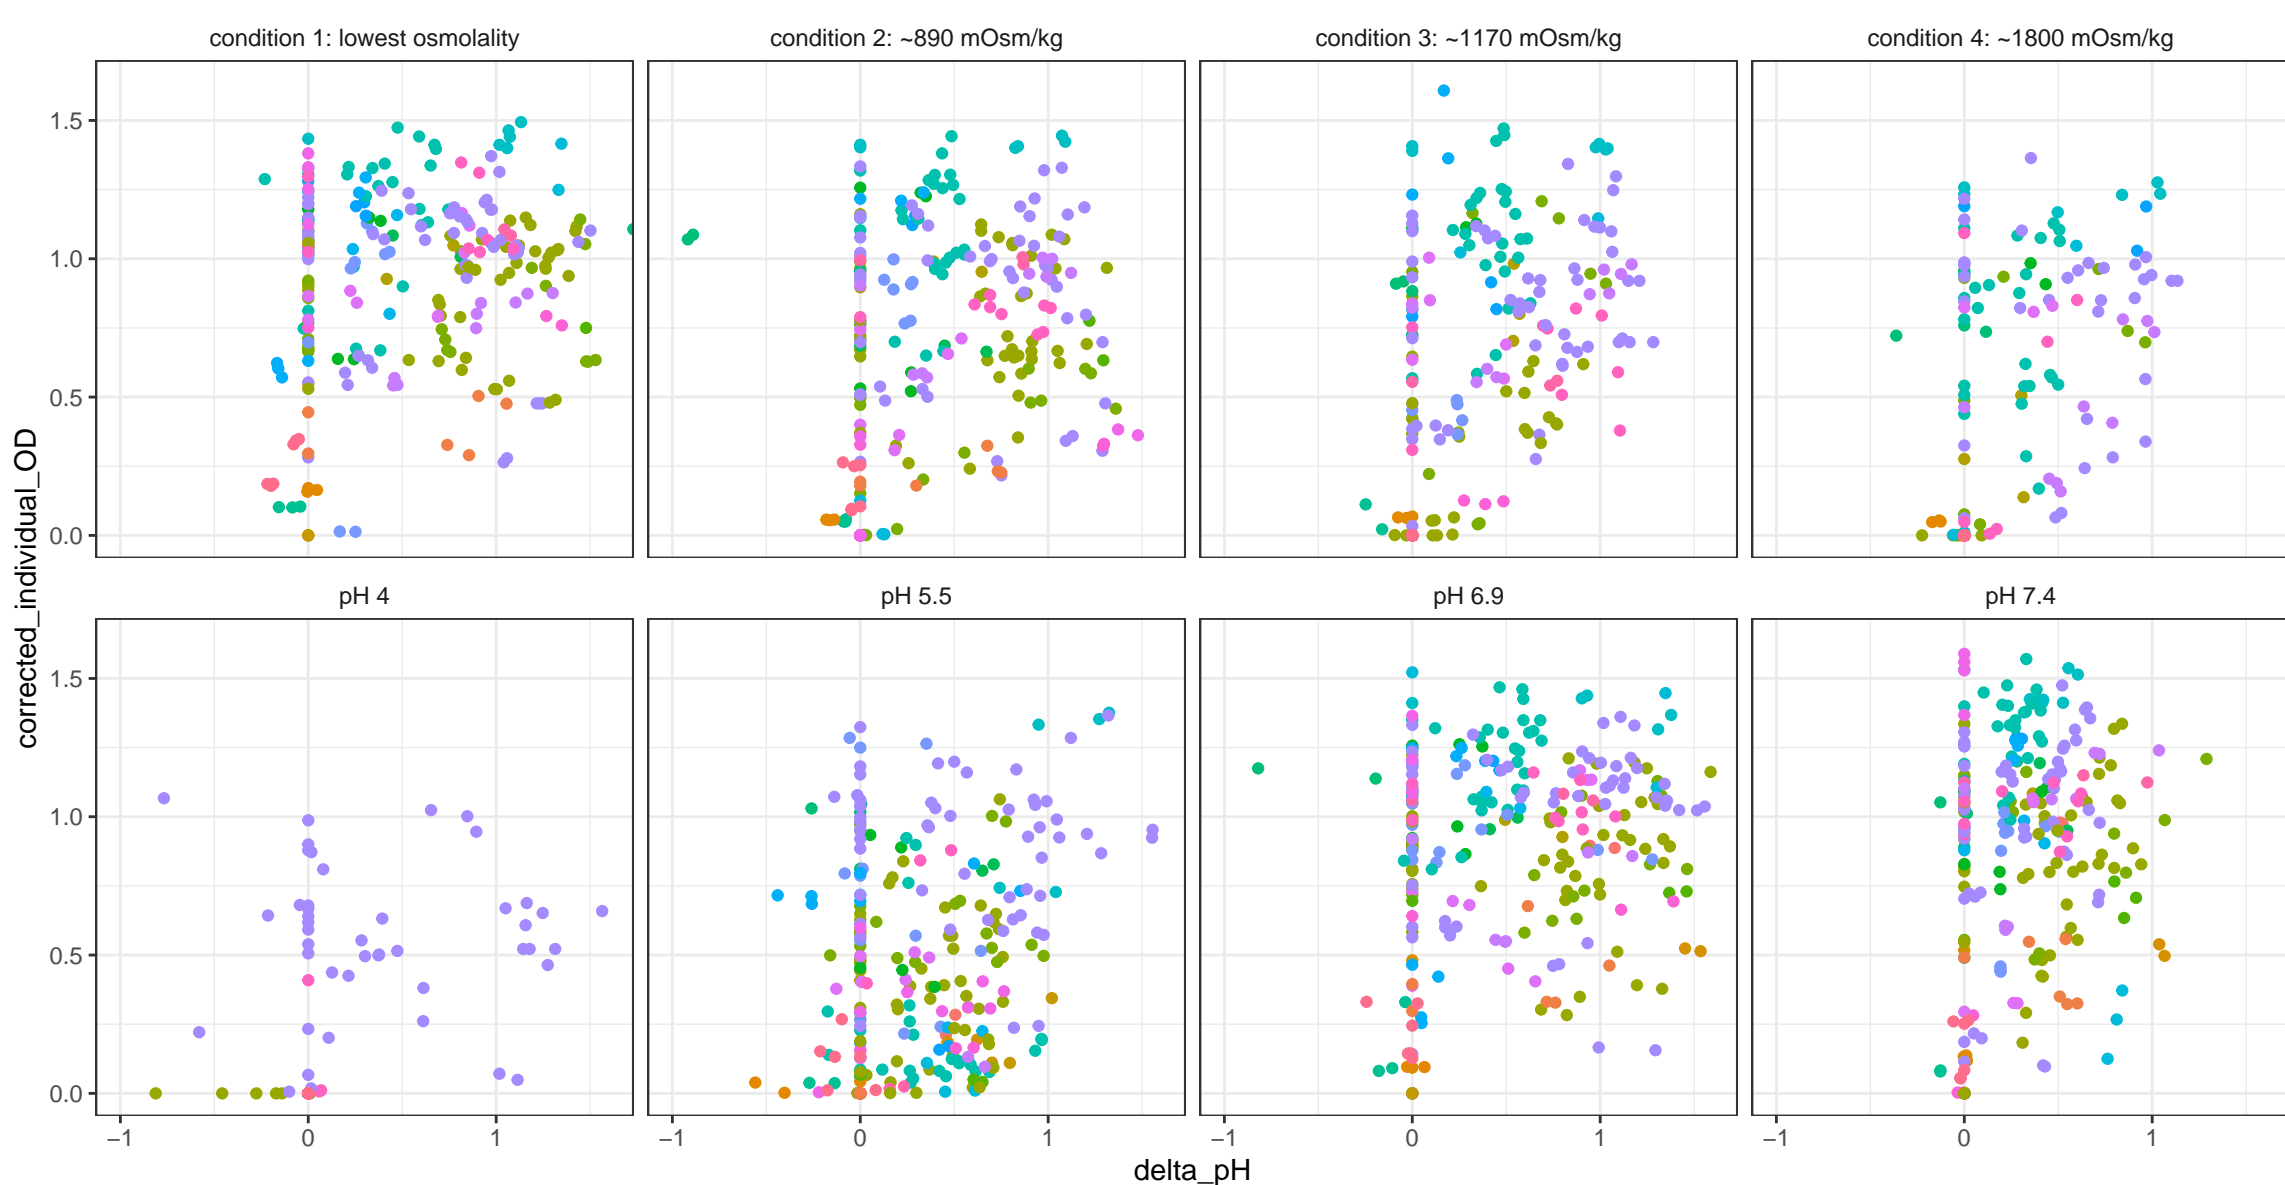 condition 1: lowest osmolality
condition 2: ~890 mOsm/kg
condition 3: ~1170 mOsm/kg
condition 4: ~1800 mOsm/kg
1.5
1.0
0.5
0.0
pH 4
pH 5.5
pH 6.9
pH 7.4
1.5
1.0
0.5
0.0
corrected_individual_OD
−1 0 1
−1 0 1
−1 0 1
−1 0 1
delta_pH